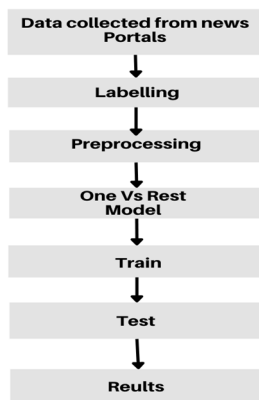 Data collected from news
Portals
Labelling
Preprocessing
One Vs Rest
Model
Train
Test
Reults